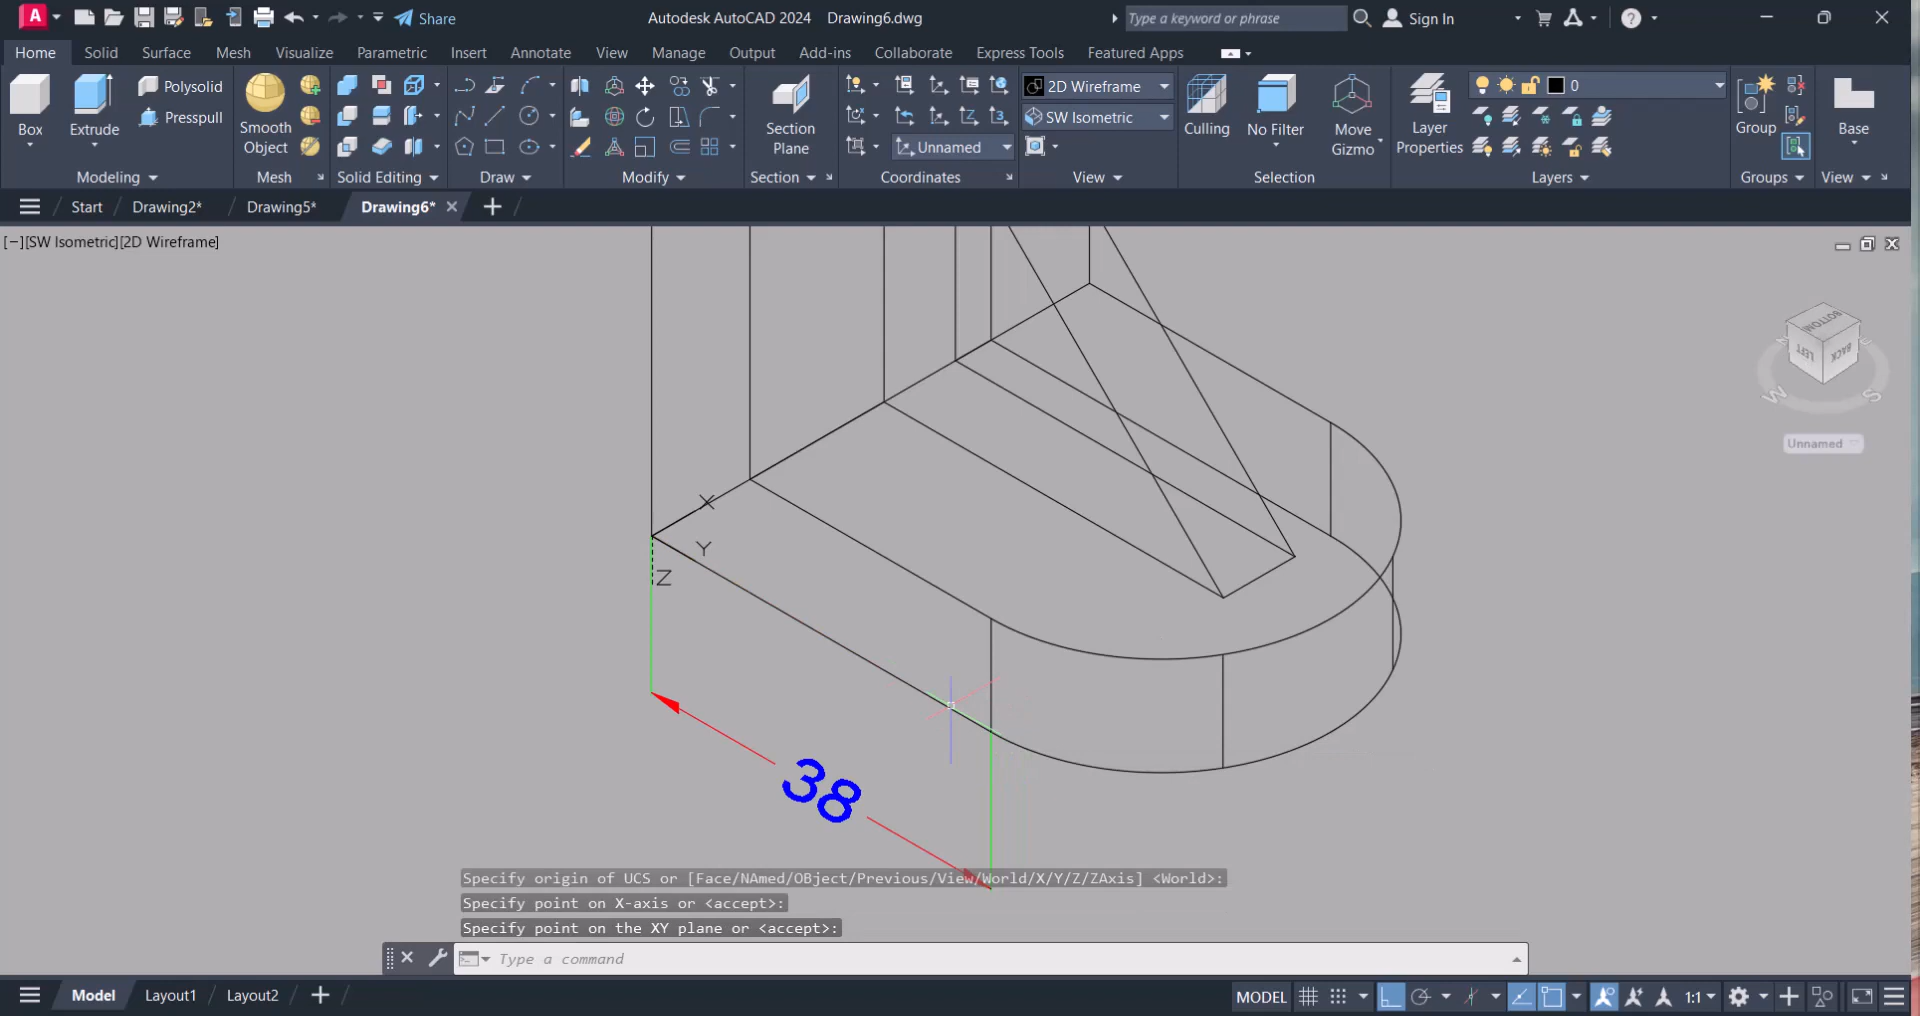 A Share Autodesk AutoCAD 2024 Drawing6.dwg Type a keyword or phrase Sign In ?
Home Solid Surface Mesh Visualize Parametric Insert Annotate View Manage Output Add-ins Collaborate Express Tools Featured Apps
Box Extrude Polysolid Presspull Smooth Object Section Plane Unnamed 2D Wireframe SW Isometric Culling No Filter Move Gizmo Layer Properties 0 Group Base
Modeling Mesh Solid Editing Draw Modify Section Coordinates View Selection Layers Groups View
Start Drawing2* Drawing5* Drawing6*
[−][SW Isometric][2D Wireframe]
BOTTOM
LEFT BACK
W S
Unnamed
X
Y
Z
38
Specify origin of UCS or [Face/NAmed/OBject/Previous/View/World/X/Y/Z/ZAxis] <World>:
Specify point on X-axis or <accept>:
Specify point on the XY plane or <accept>:
Type a command
Model Layout1 Layout2 MODEL 1:1